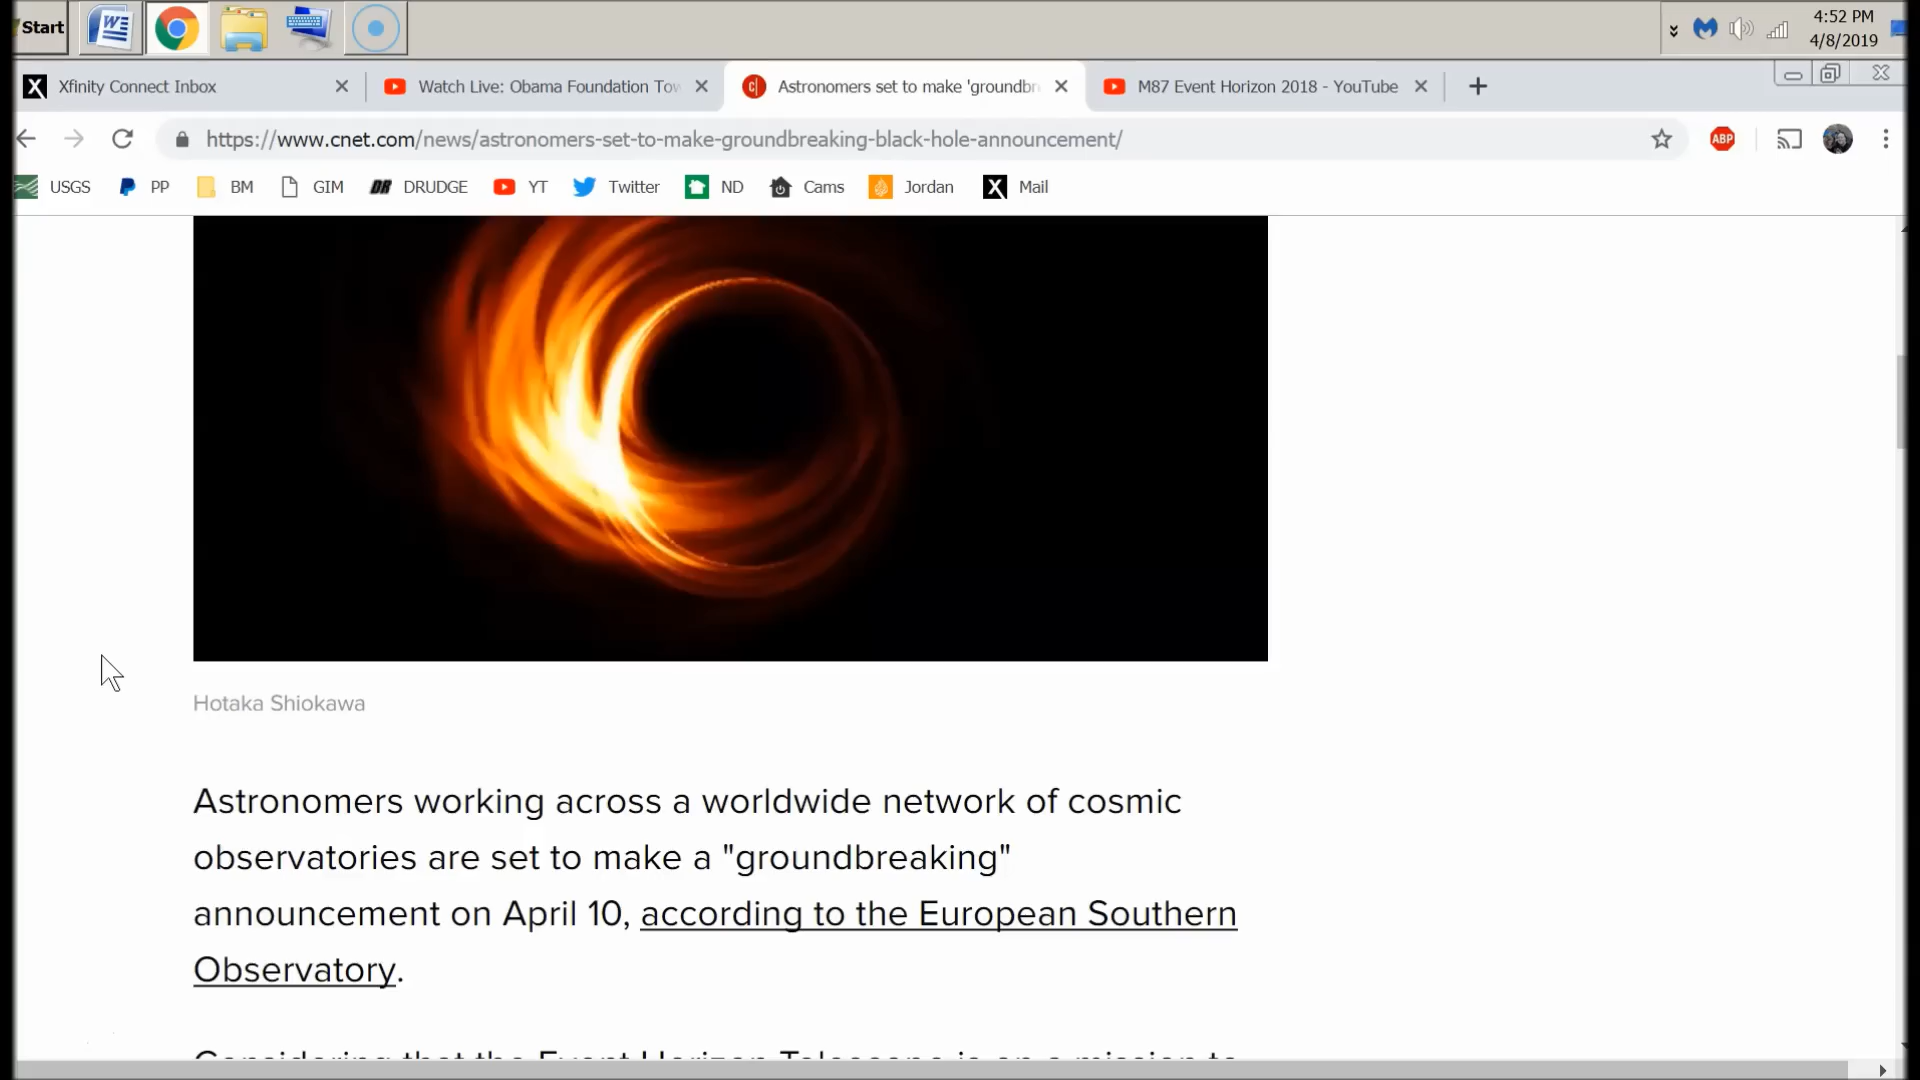 Start
4:52 PM
4/8/2019
Xfinity Connect Inbox
Watch Live: Obama Foundation Tow
Astronomers set to make 'groundbr
M87 Event Horizon 2018 - YouTube
https://www.cnet.com/news/astronomers-set-to-make-groundbreaking-black-hole-announcement/
ABP
USGS PP BM GIM DR DRUDGE YT Twitter ND Cams Jordan X Mail
Hotaka Shiokawa
Astronomers working across a worldwide network of cosmic
observatories are set to make a "groundbreaking"
announcement on April 10, according to the European Southern
Observatory.
Considering that the Event Horizon Telescope is on a mission to